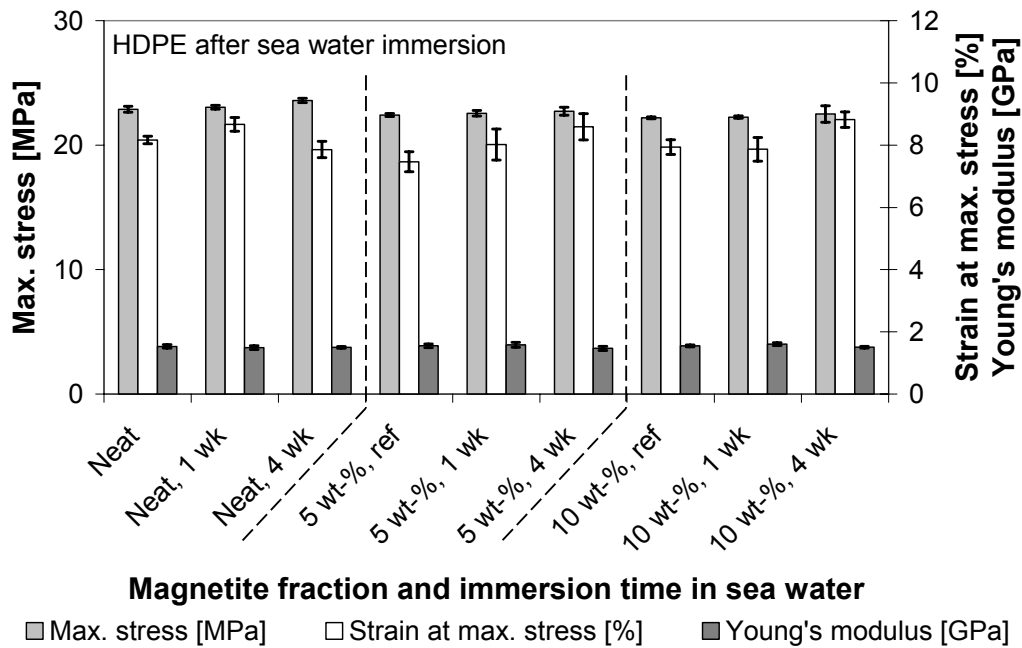 HDPE after sea water immersion
Max. stress [MPa]
30
20
10
0
12
10
8
6
4
2
0
Strain at max. stress [%]
Young's modulus [GPa]
Neat
Neat, 1 wk
Neat, 4 wk
5 wt-%, ref
5 wt-%, 1 wk
5 wt-%, 4 wk
10 wt-%, ref
10 wt-%, 1 wk
10 wt-%, 4 wk
Magnetite fraction and immersion time in sea water
Max. stress [MPa] Strain at max. stress [%] Young's modulus [GPa]